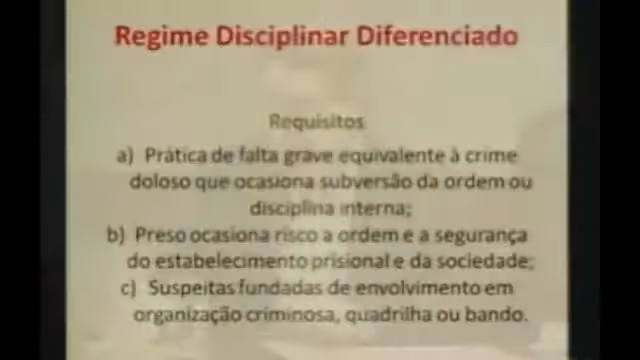 Regime Disciplinar Diferenciado
Requisitos
a) Prática de falta grave equivalente à crime
doloso que ocasiona subversão da ordem ou
disciplina interna;
b) Preso ocasiona risco a ordem e a segurança
do estabelecimento prisional e da sociedade;
c) Suspeitas fundadas de envolvimento em
organização criminosa, quadrilha ou bando.